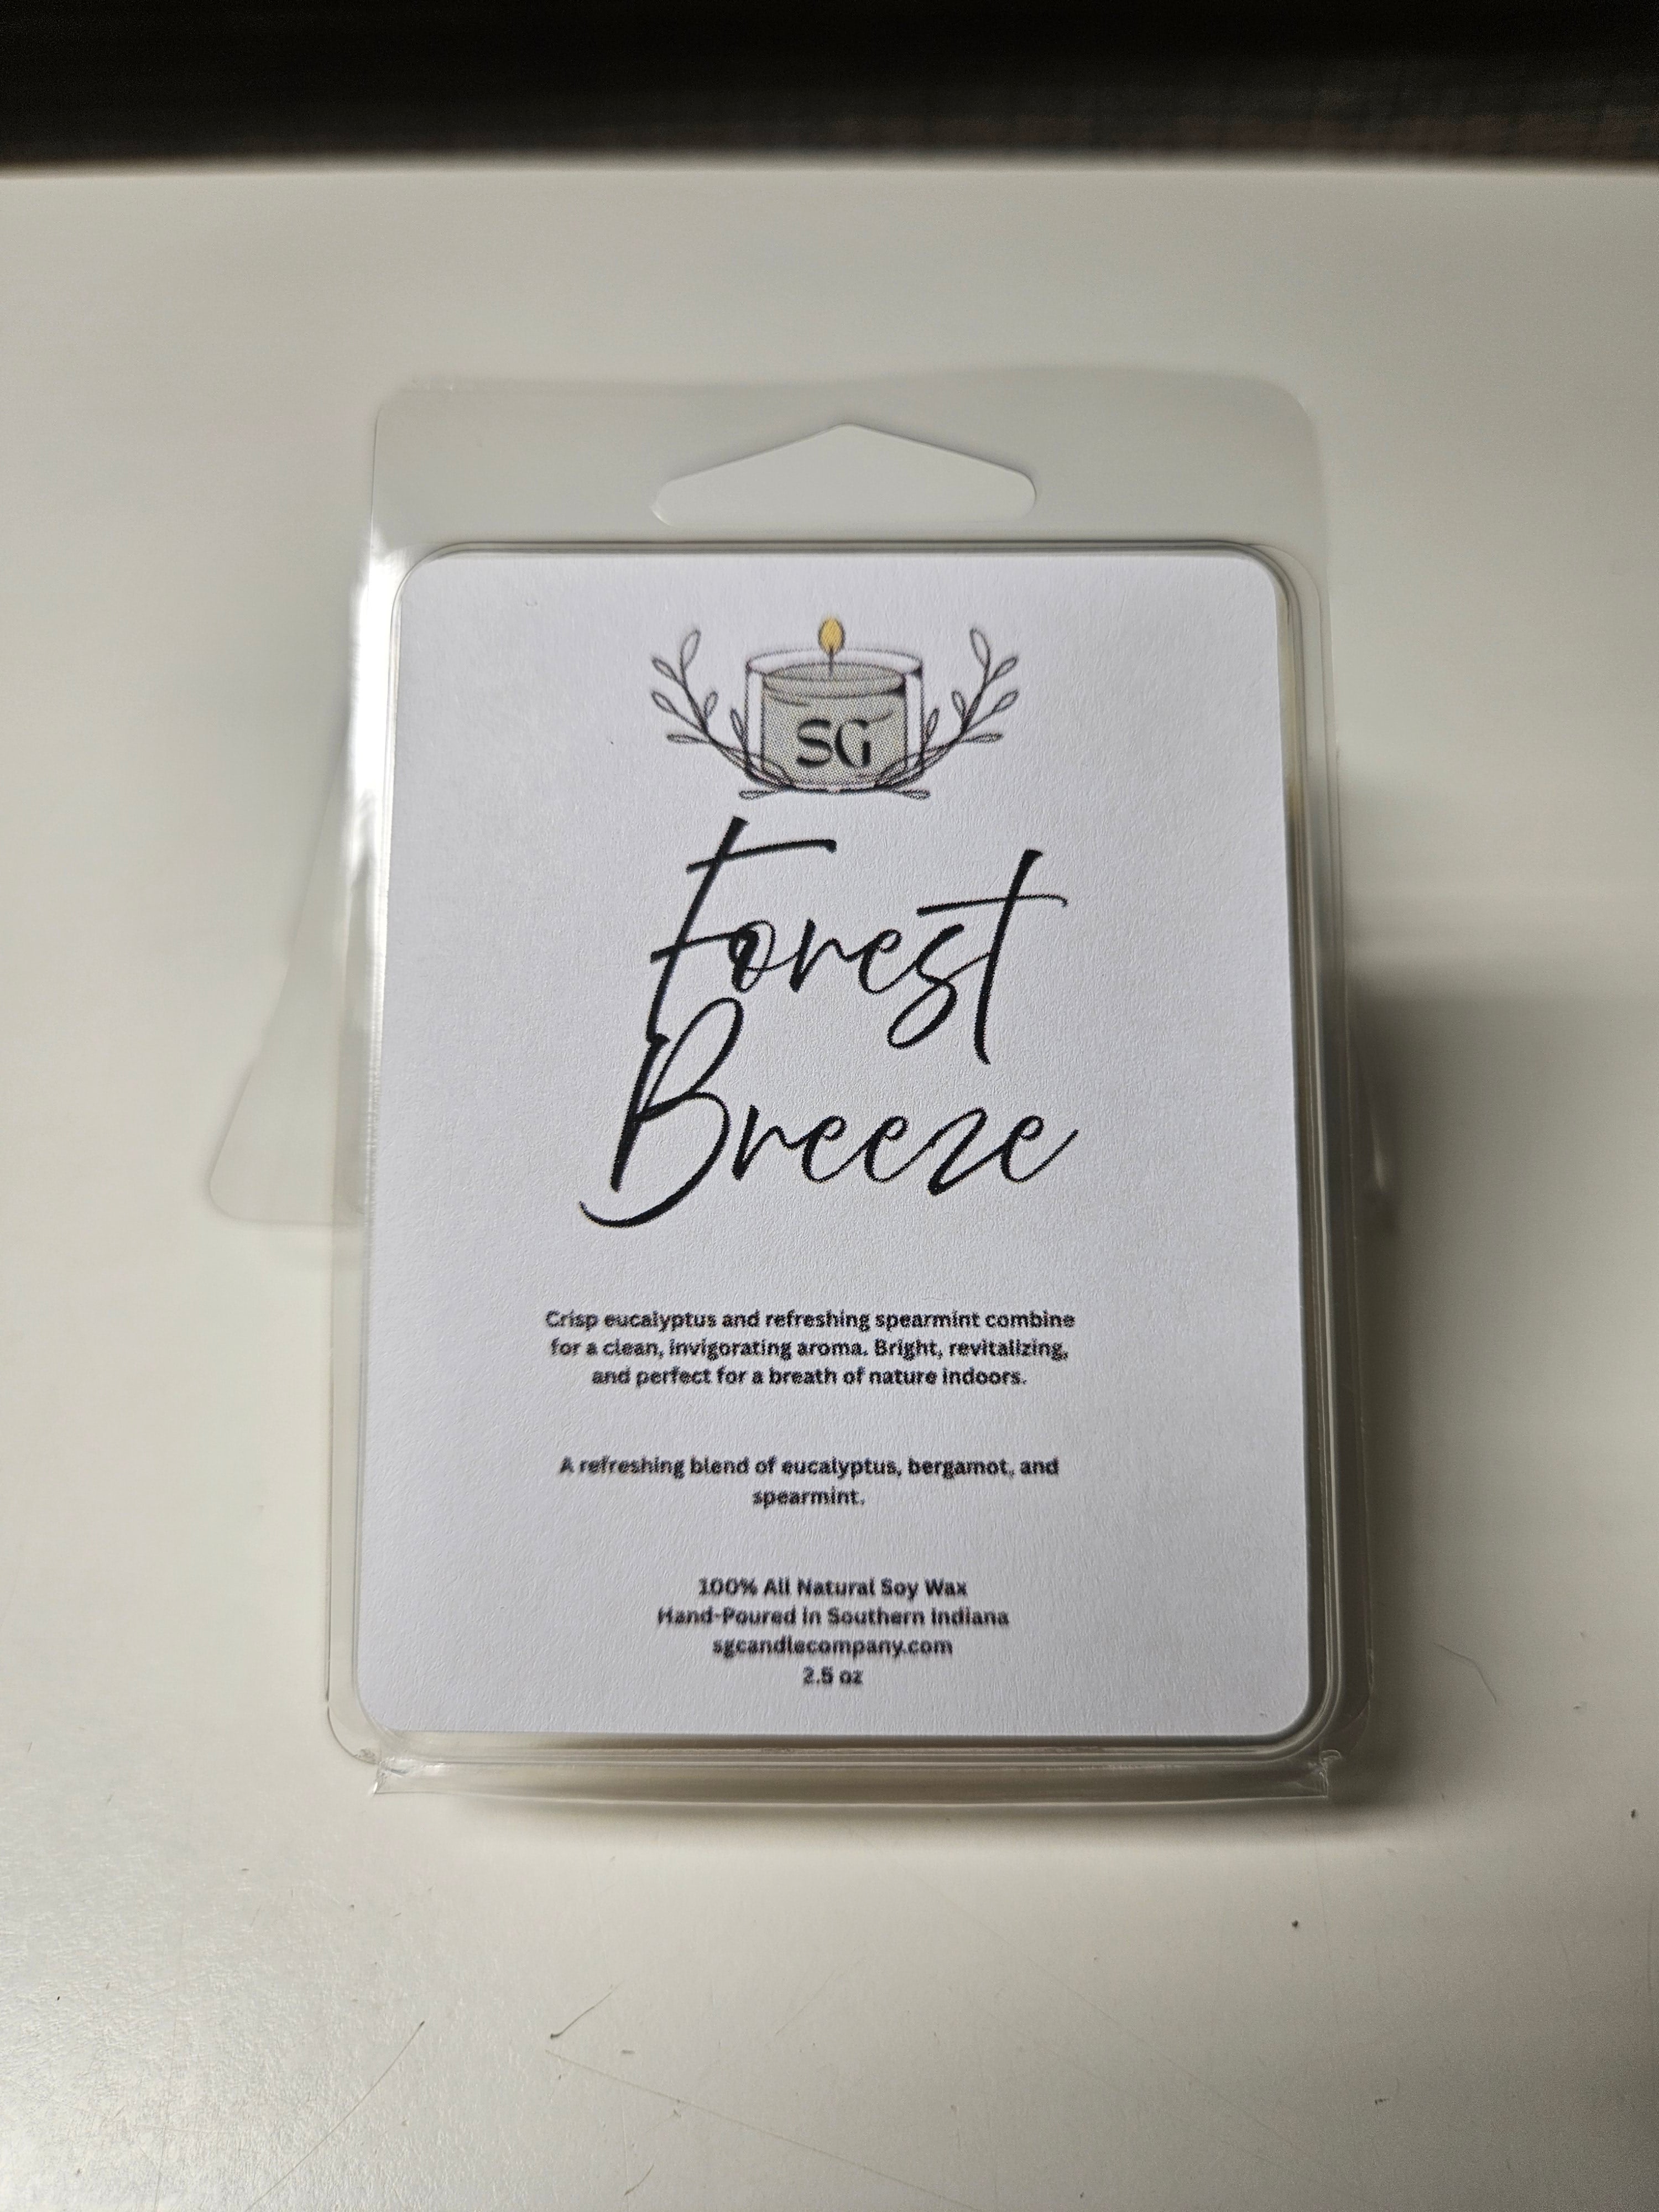 SG
Forest
Breeze
Crisp eucalyptus and refreshing spearmint combine
for a clean, invigorating aroma. Bright, revitalizing,
and perfect for a breath of nature indoors.
A refreshing blend of eucalyptus, bergamot, and
spearmint.
100% All Natural Soy Wax
Hand-Poured in Southern Indiana
sgcandlecompany.com
2.5 oz